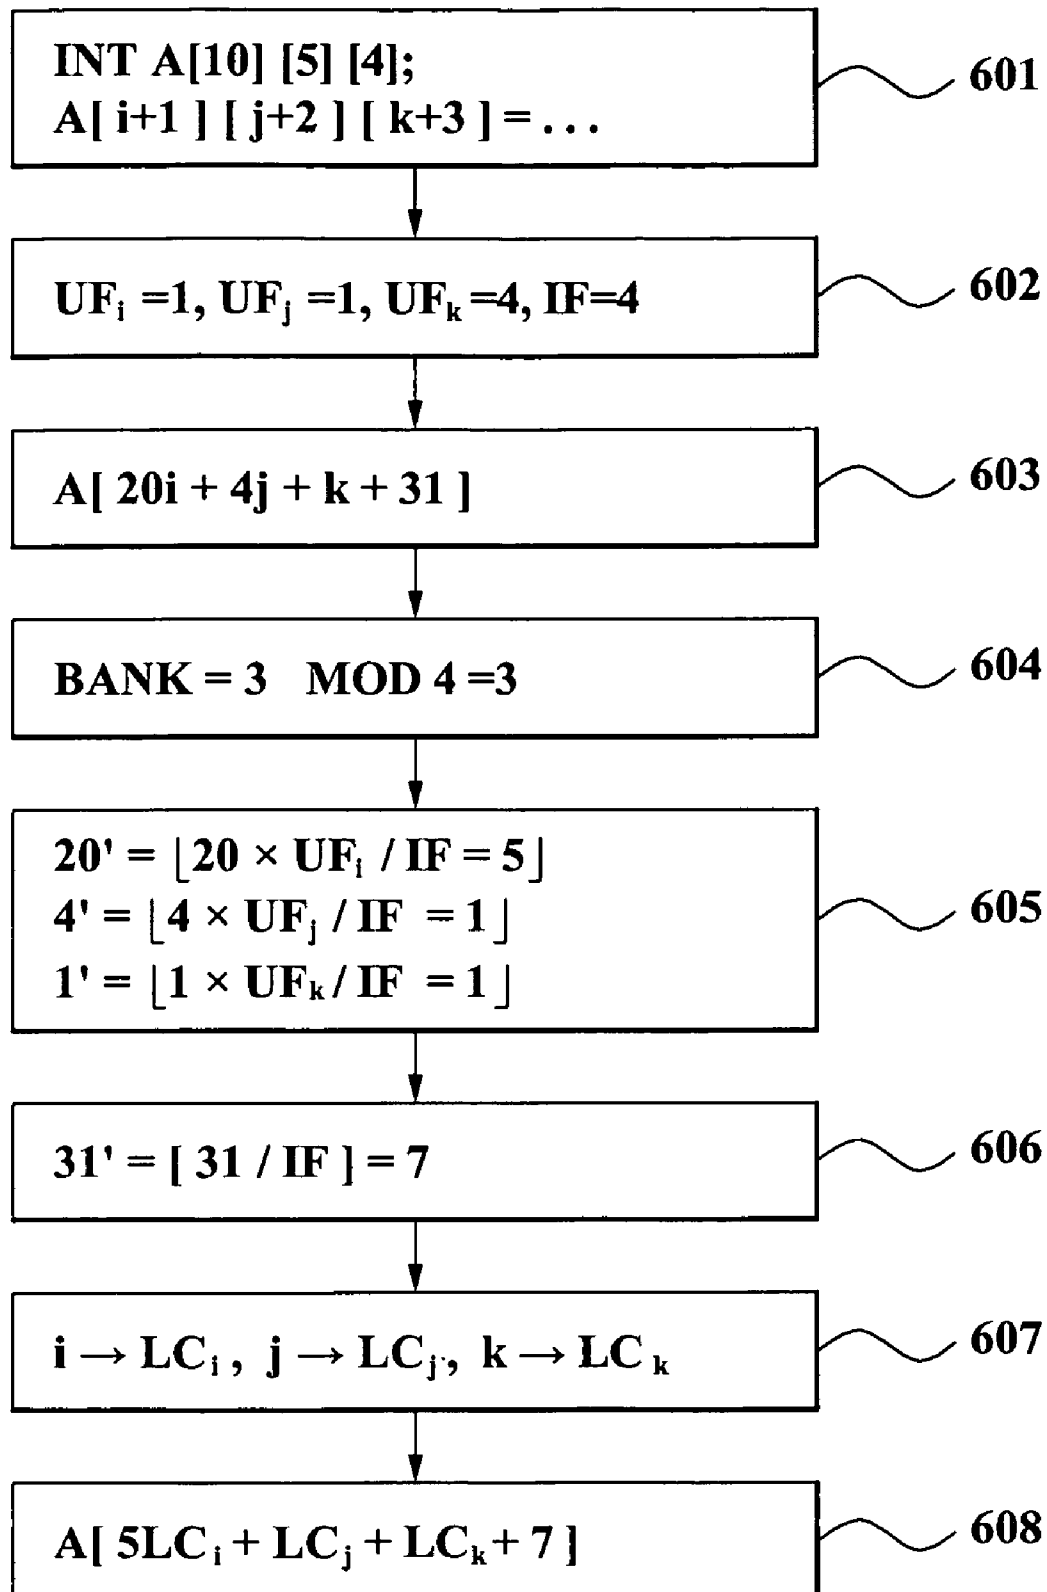 INT A[10] [5] [4];
A[ i+1 ] [ j+2 ] [ k+3 ] = . . .
601
UFᵢ =1, UFⱼ =1, UFₖ =4, IF=4
602
A[ 20i + 4j + k + 31 ]
603
BANK = 3 MOD 4 =3
604
20' = ⌊20 × UFᵢ / IF = 5⌋
4' = ⌊4 × UFⱼ / IF = 1⌋
1' = ⌊1 × UFₖ / IF = 1⌋
605
31' = [ 31 / IF ] = 7
606
i → LCᵢ , j → LCⱼ, k → LCₖ
607
A[ 5LCᵢ + LCⱼ + LCₖ + 7 ]
608